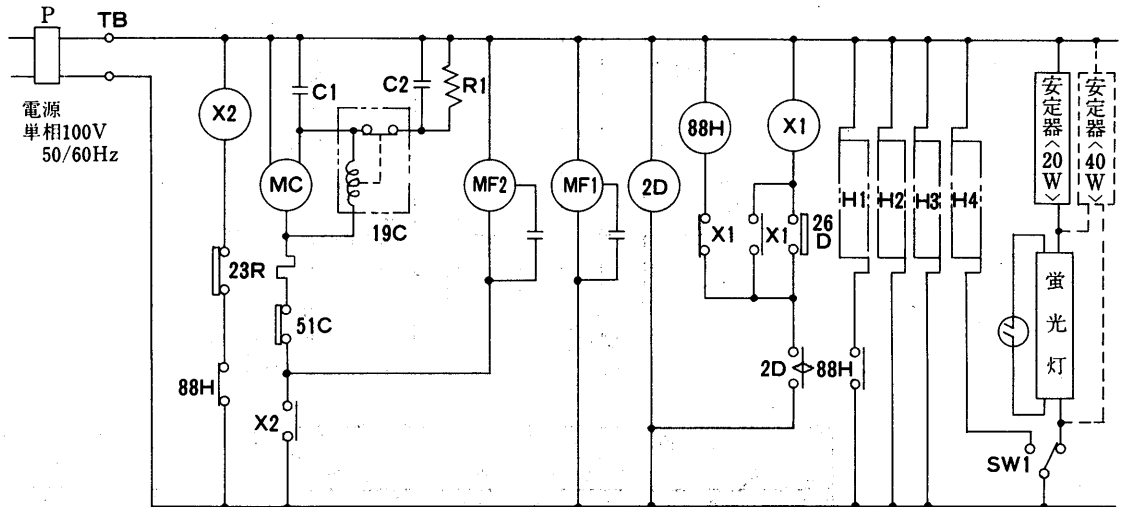 P
TB
電源
単相100V
50/60Hz
X2
MC
C1
C2
R1
19C
23R
51C
88H
X2
MF2
MF1
2D
88H
X1
X1
X1
26
D
2D
88H
H1
H2
H3
H4
安定器〈20W〉
安定器〈40W〉
蛍光灯
SW1